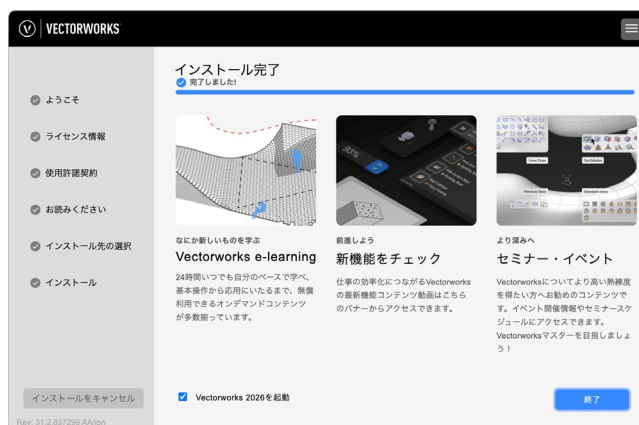 VECTORWORKS
インストール完了
完了しました!
ようこそ
ライセンス情報
使用許諾契約
お読みください
インストール先の選択
インストール
93%
View Draw
Tool Modes
Previous Tools
Standard views
なにか新しいものを学ぶ
Vectorworks e-learning
24時間いつでも自分のペースで学べ、
基本操作から応用にいたるまで、無償
利用できるオンデマンドコンテンツ
が多数揃っています。
前進しよう
新機能をチェック
仕事の効率化につながるVectorworks
の最新機能コンテンツ動画はこちら
のバナーからアクセスできます。
より深みへ
セミナー・イベント
Vectorworksについてより高い熟練度
を得たい方へお勧めのコンテンツで
す。イベント開催情報やセミナースケ
ジュールにアクセスできます。
Vectorworksマスターを目指しましょ
う！
インストールをキャンセル
Vectorworks 2026を起動
終了
Rev: 31.2.837299 AA/jpn